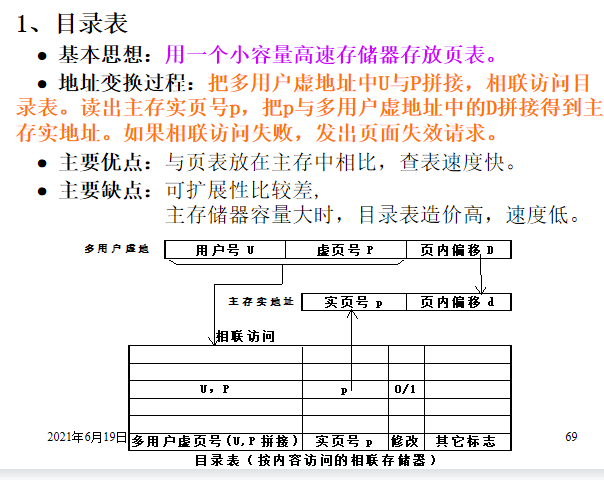 1、目录表
● 基本思想：用一个小容量高速存储器存放页表。
● 地址变换过程：把多用户虚地址中U与P拼接，相联访问目
录表。读出主存实页号p，把p与多用户虚地址中的D拼接得到主
存实地址。如果相联访问失败，发出页面失效请求。
● 主要优点：与页表放在主存中相比，查表速度快。
● 主要缺点：可扩展性比较差,
主存储器容量大时，目录表造价高，速度低。
多用户虚地 用户号 U 虚页号 P 页内偏移 D
主存实地址 实页号 p 页内偏移 d
相联访问
U，P p 0/1
2021年6月19日 多用户虚页号(U,P拼接) 实页号 p 修改 其它标志 69
目录表（按内容访问的相联存储器）